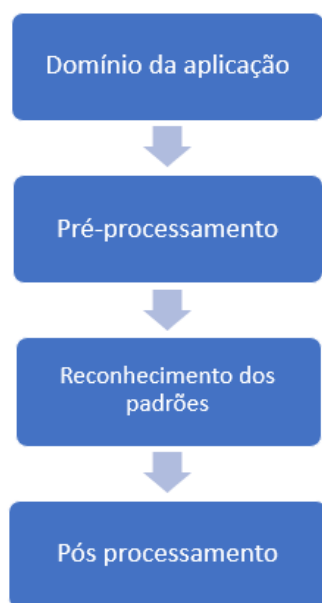 Domínio da aplicação
Pré-processamento
Reconhecimento dos
padrões
Pós processamento